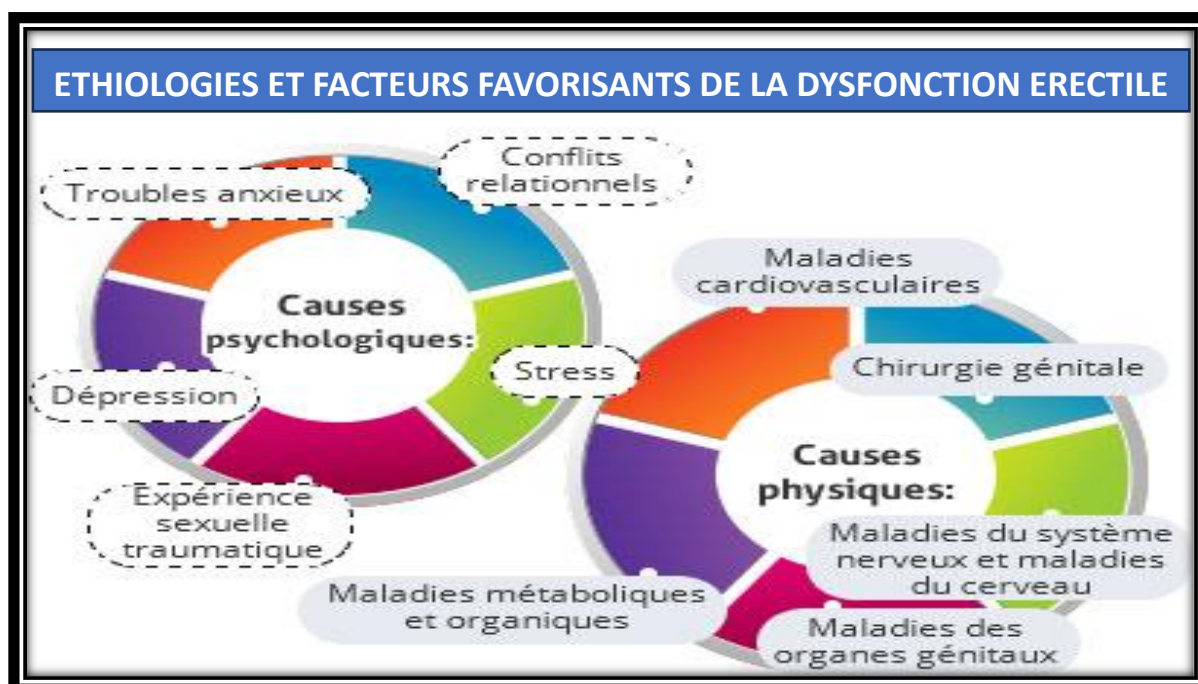 ETHIOLOGIES ET FACTEURS FAVORISANTS DE LA DYSFONCTION ERECTILE
Causes
psychologiques:
Troubles anxieux
Conflits
relationnels
Stress
Expérience
sexuelle
traumatique
Dépression
Causes
physiques:
Maladies
cardiovasculaires
Chirurgie génitale
Maladies du système
nerveux et maladies
du cerveau
Maladies des
organes génitaux
Maladies métaboliques
et organiques